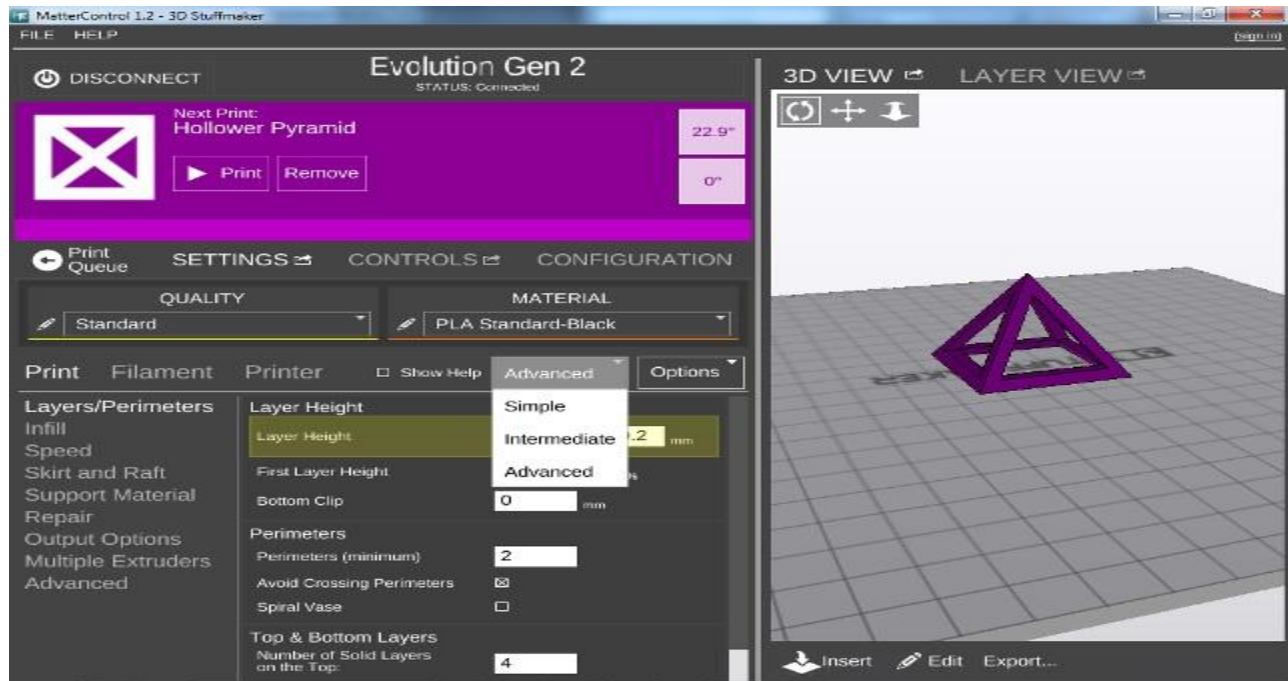 MatterControl 1.2 - 3D Stuffmaker
FILE HELP
(sign in)
DISCONNECT
Evolution Gen 2
STATUS: Connected
Next Print:
Hollower Pyramid
Print Remove
22.9°
0°
Print
Queue
SETTINGS CONTROLS CONFIGURATION
QUALITY
Standard
MATERIAL
PLA Standard-Black
Print Filament Printer Show Help Advanced Options
Simple
Intermediate
Advanced
Layers/Perimeters
Infill
Speed
Skirt and Raft
Support Material
Repair
Output Options
Multiple Extruders
Advanced
Layer Height
Layer Height .2 mm
First Layer Height %
Bottom Clip 0 mm
Perimeters
Perimeters (minimum) 2
Avoid Crossing Perimeters
Spiral Vase
Top & Bottom Layers
Number of Solid Layers
on the Top: 4
3D VIEW LAYER VIEW
Insert Edit Export...